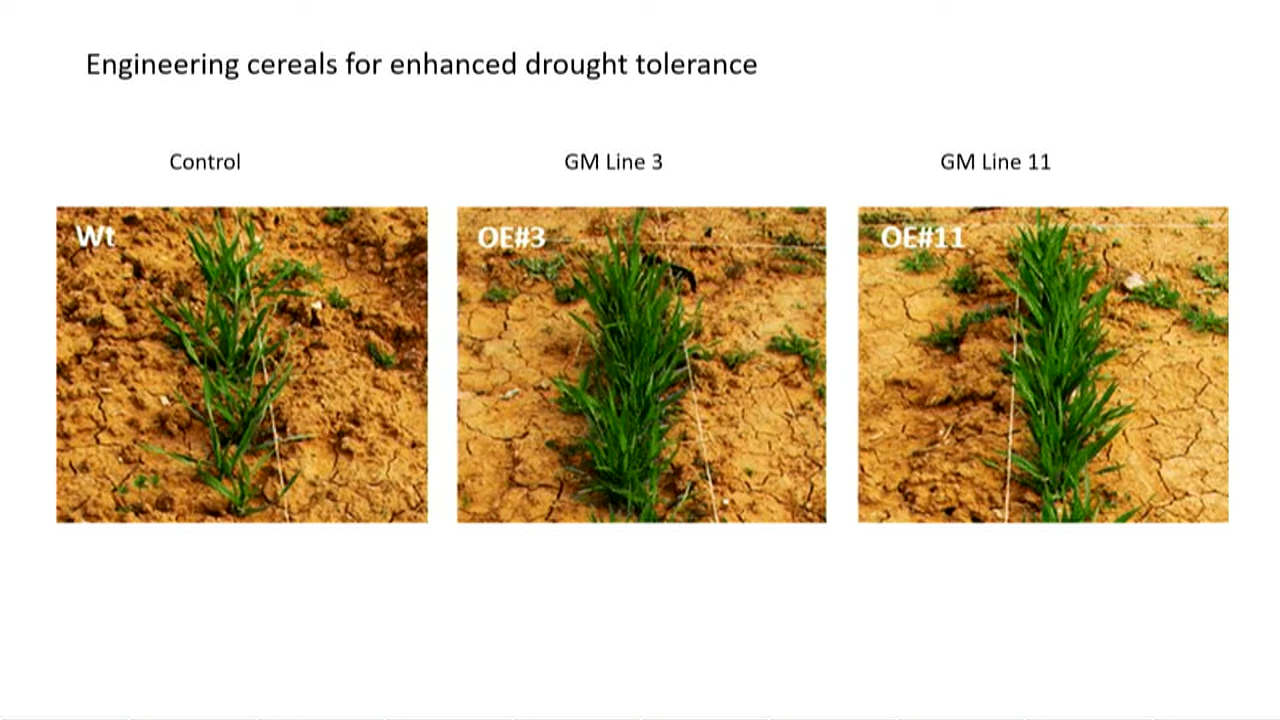 Engineering cereals for enhanced drought tolerance
Control
GM Line 3
GM Line 11
Wt
OE#3
OE#11